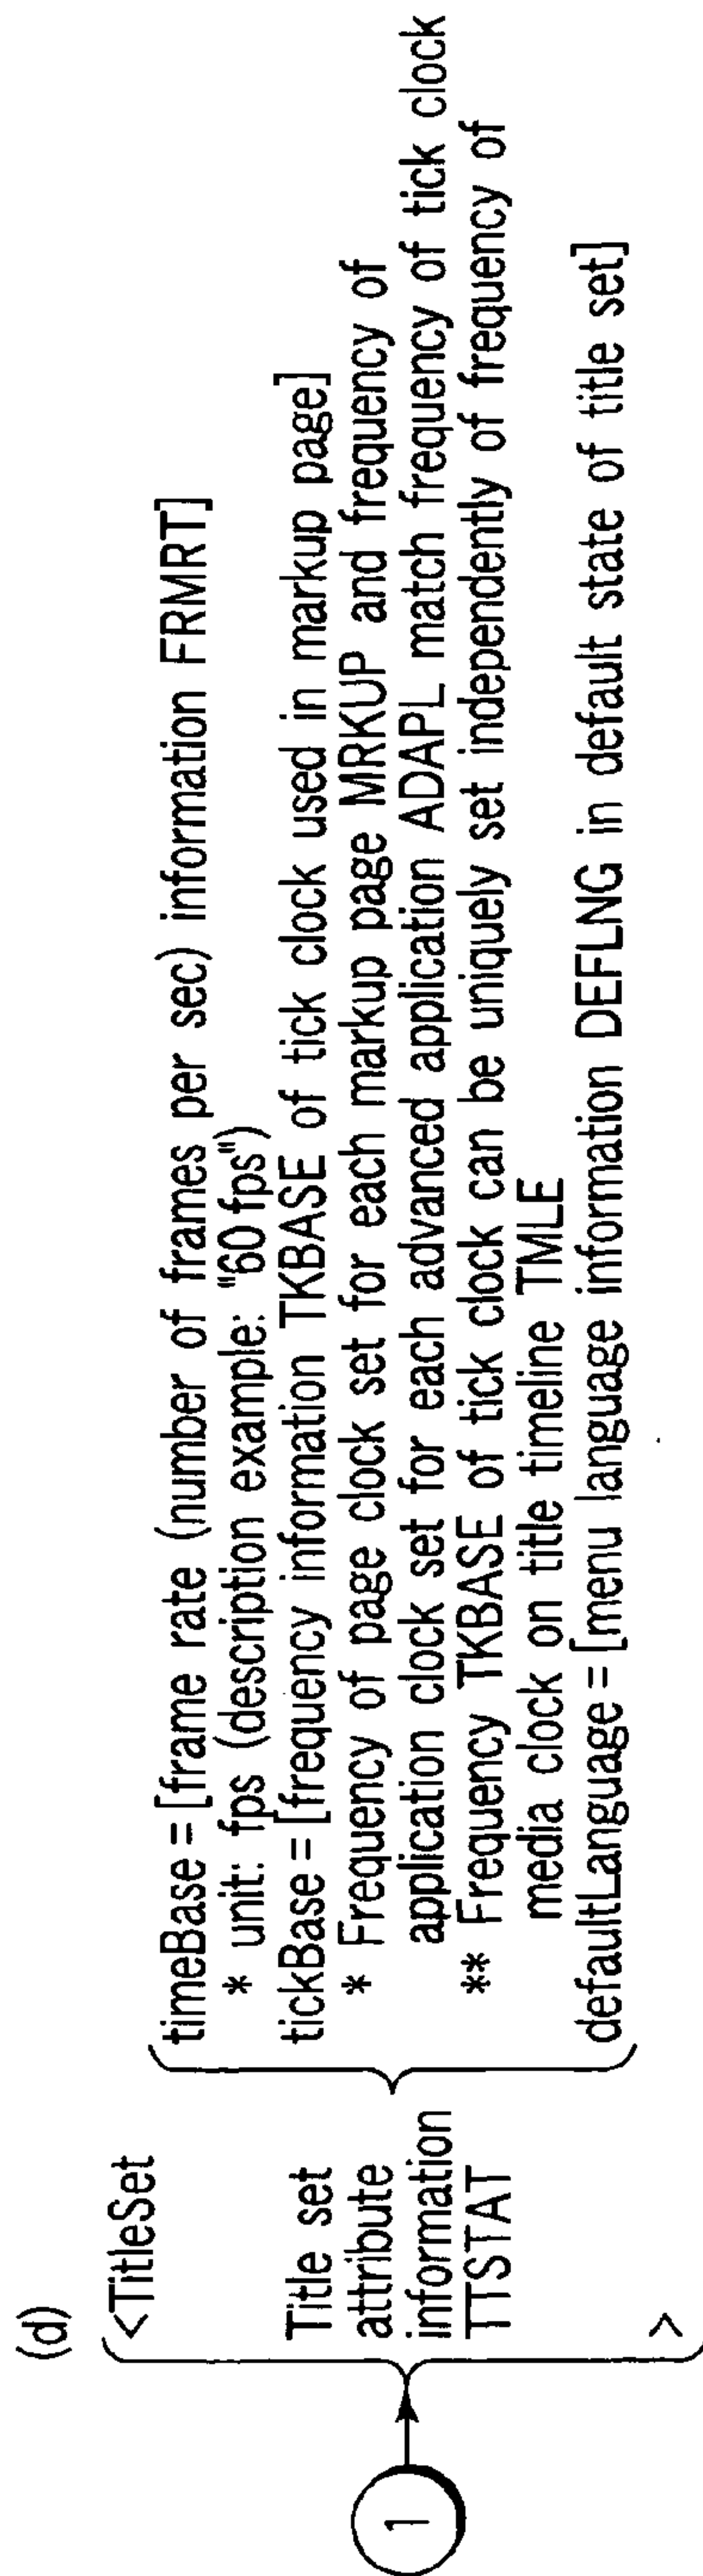 (d)
<TitleSet
Title set
attribute
information
TTSTAT
>
1
timeBase = [frame rate (number of frames per sec) information FRMRT]
* unit: fps (description example: "60 fps")
tickBase = [frequency information TKBASE of tick clock used in markup page]
* Frequency of page clock set for each markup page MRKUP and frequency of
application clock set for each advanced application ADAPL match frequency of tick clock
** Frequency TKBASE of tick clock can be uniquely set independently of frequency of
media clock on title timeline TMLE
defaultLanguage = [menu language information DEFLNG in default state of title set]